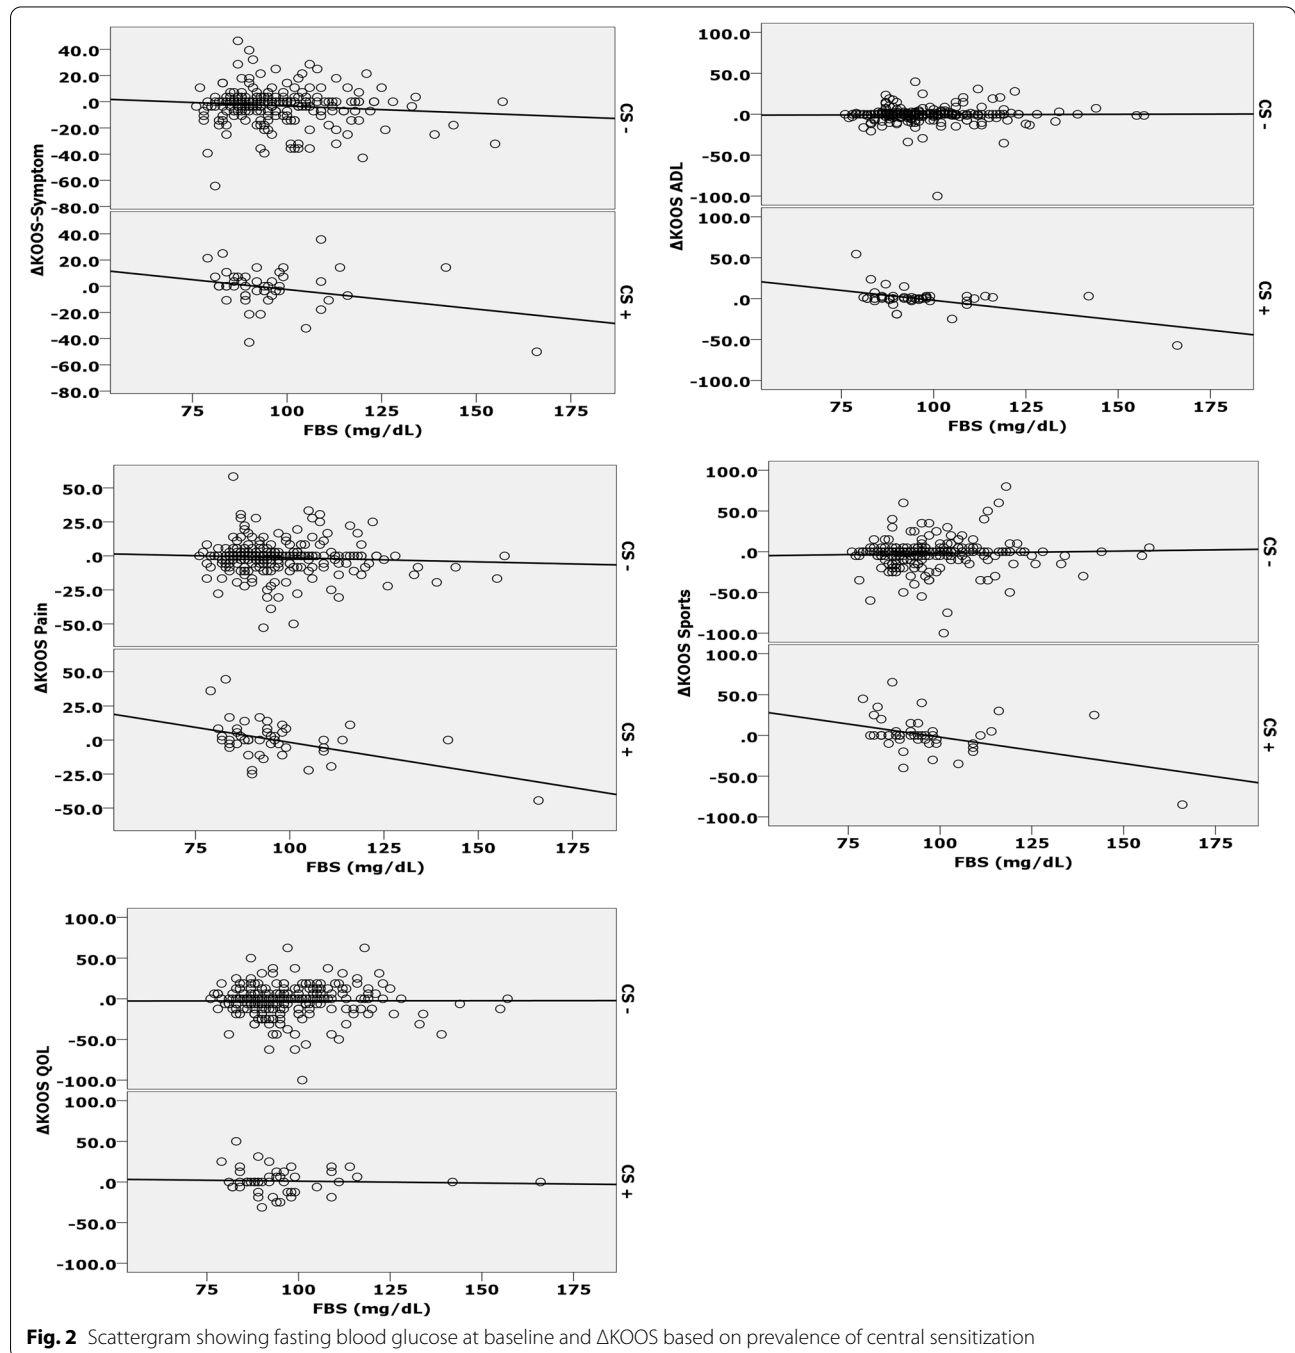 40.0
20.0
.0
-20.0
-40.0
-60.0
-80.0
CS -
ΔKOOS-Symptom
40.0
20.0
.0
-20.0
-40.0
-60.0
-80.0
CS +
75 100 125 150 175
FBS (mg/dL)
100.0
50.0
.0
-50.0
-100.0
CS -
ΔKOOS ADL
100.0
50.0
.0
-50.0
-100.0
CS +
75 100 125 150 175
FBS (mg/dL)
50.0
25.0
.0
-25.0
-50.0
CS -
ΔKOOS Pain
50.0
25.0
.0
-25.0
-50.0
CS +
75 100 125 150 175
FBS (mg/dL)
100.0
50.0
.0
-50.0
-100.0
CS -
ΔKOOS Sports
100.0
50.0
.0
-50.0
-100.0
CS +
75 100 125 150 175
FBS (mg/dL)
100.0
50.0
.0
-50.0
-100.0
CS -
ΔKOOS QOL
100.0
50.0
.0
-50.0
-100.0
CS +
75 100 125 150 175
FBS (mg/dL)
Fig. 2 Scattergram showing fasting blood glucose at baseline and ΔKOOS based on prevalence of central sensitization